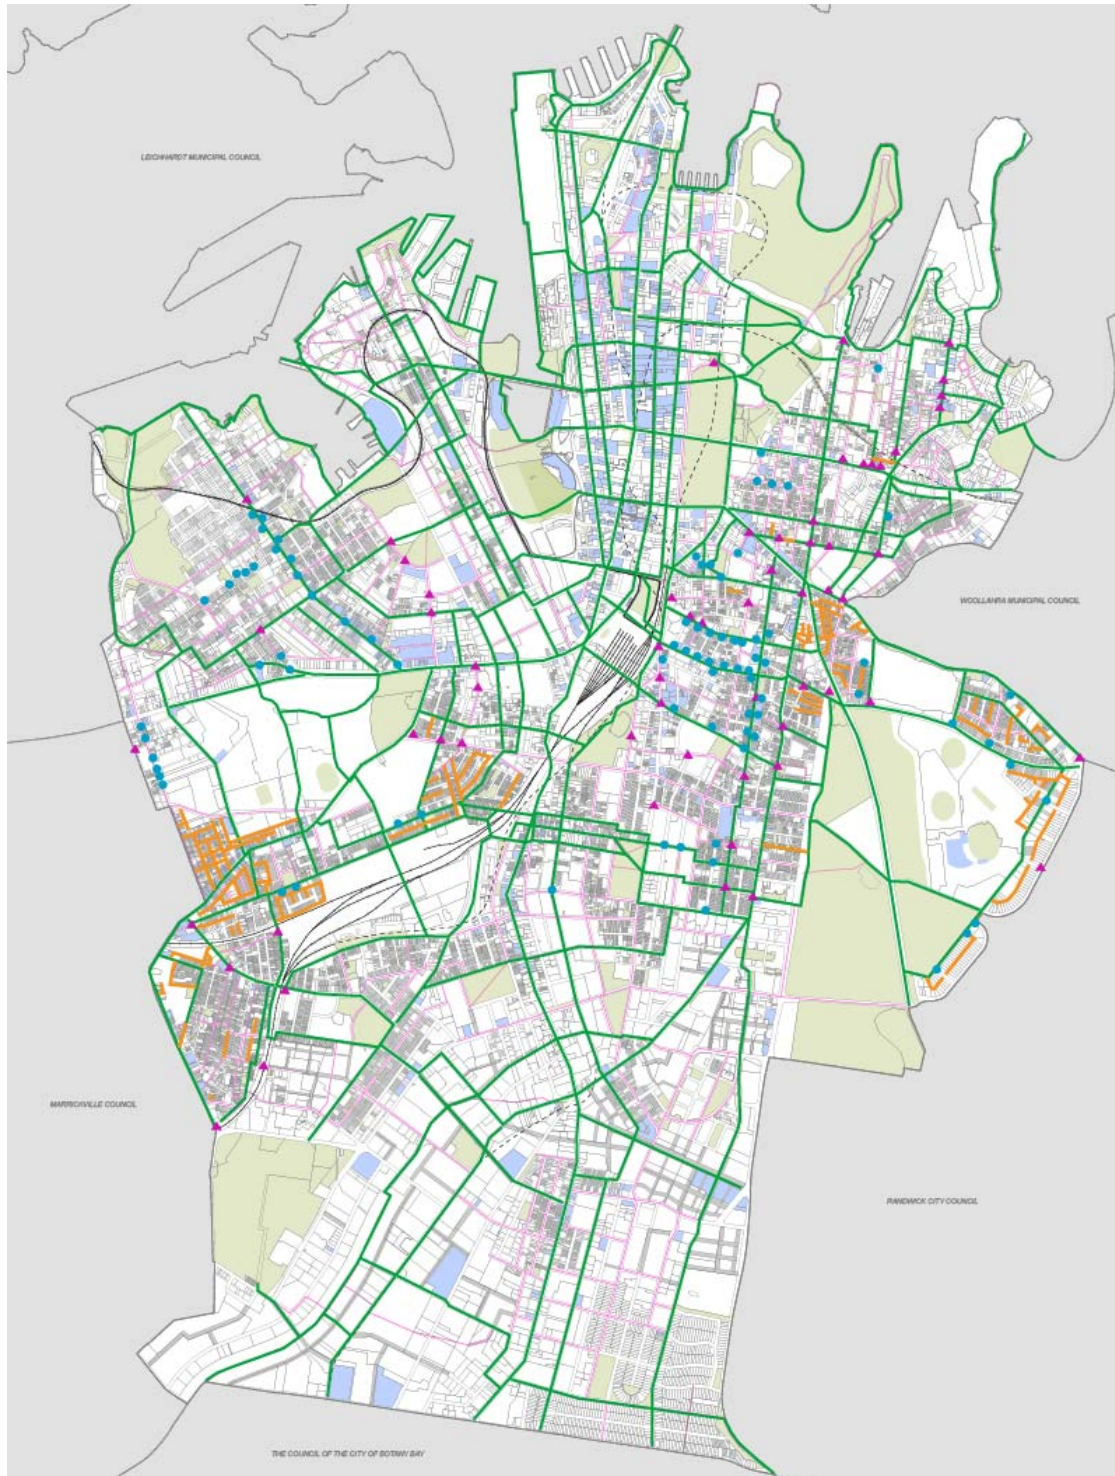 LEICHHARDT MUNICIPAL COUNCIL
WOOLLAHRA MUNICIPAL COUNCIL
MARRICKVILLE COUNCIL
RANDWICK CITY COUNCIL
THE COUNCIL OF THE CITY OF BOTANY BAY